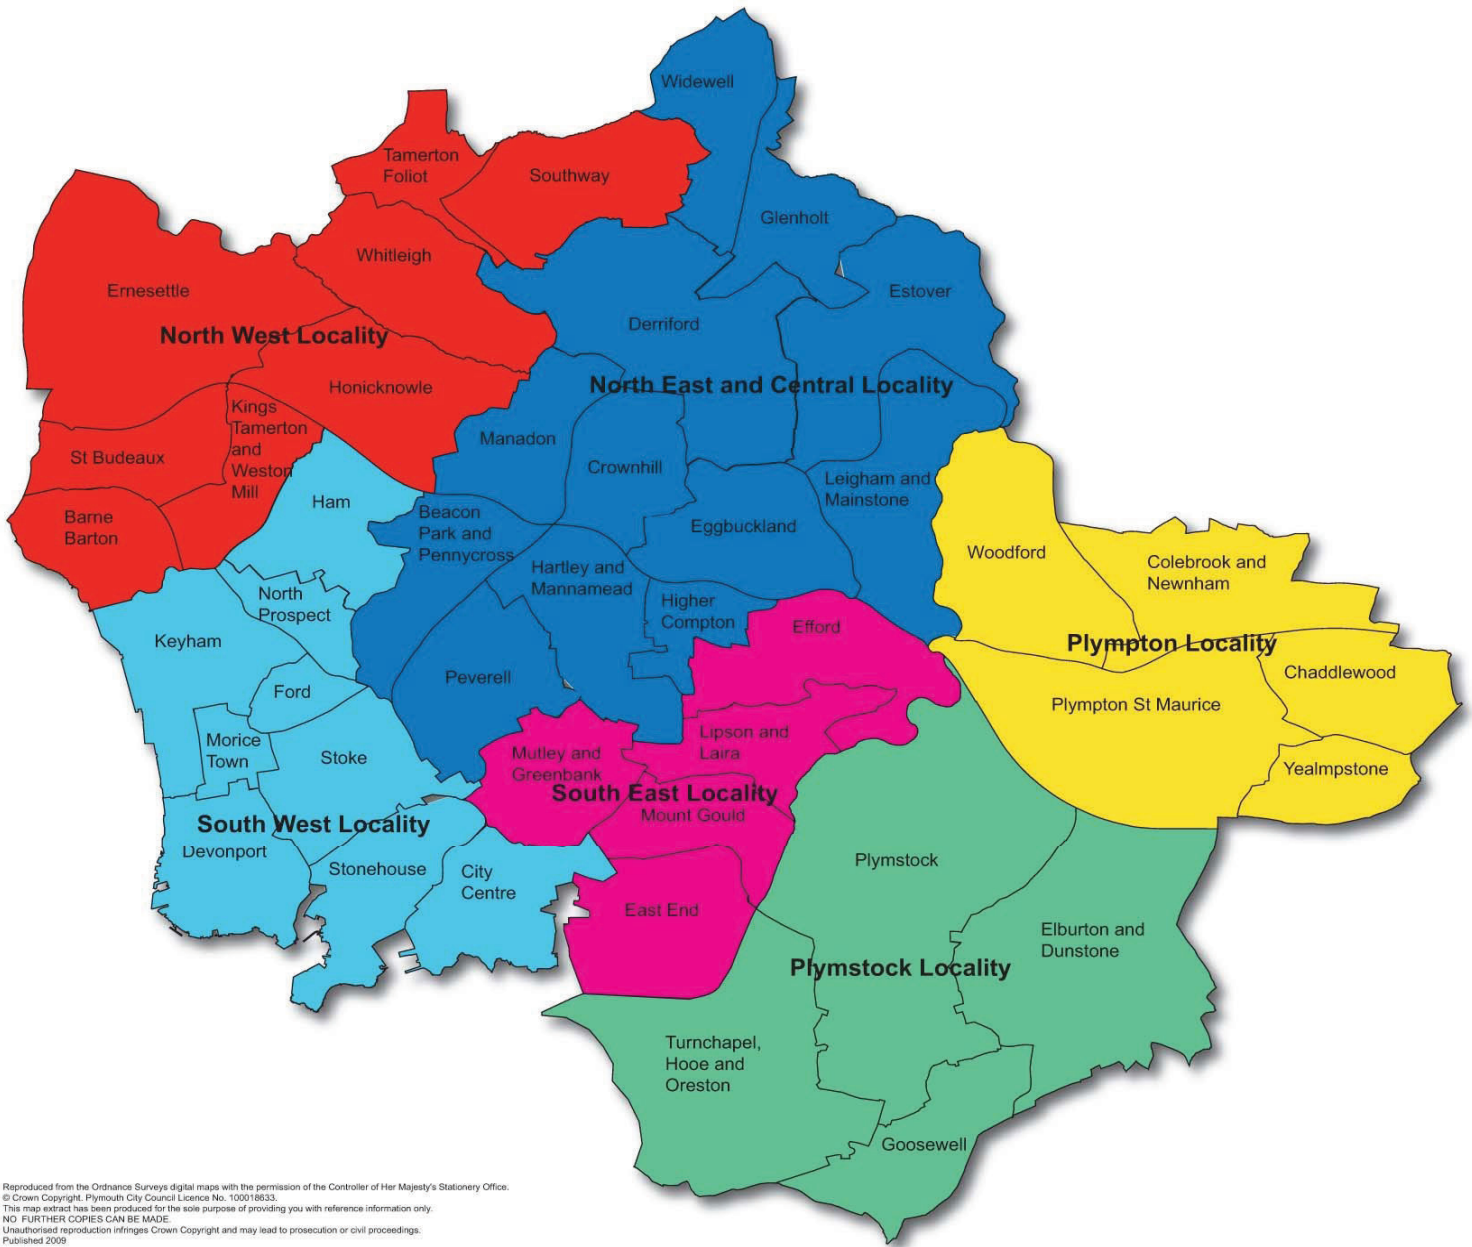 Widewell
Tamerton
Foliot
Southway
Glenholt
Whitleigh
Ernesettle
Estover
Derriford
North West Locality
North East and Central Locality
Honicknowle
Kings
Tamerton
and
Weston
Mill
St Budeaux
Manadon
Crownhill
Leigham and
Mainstone
Ham
Barne
Barton
Beacon
Park and
Pennycross
Eggbuckland
Woodford
Colebrook and
Newnham
Hartley and
Mannamead
North
Prospect
Higher
Compton
Efford
Keyham
Plympton Locality
Peverell
Chaddlewood
Ford
Plympton St Maurice
Morice
Town
Stoke
Lipson and
Laira
Mutley and
Greenbank
Yealmpstone
South East Locality
Mount Gould
South West Locality
Devonport
Stonehouse
City
Centre
Plymstock
East End
Elburton and
Dunstone
Plymstock Locality
Turnchapel,
Hooe and
Oreston
Goosewell
Reproduced from the Ordnance Surveys digital maps with the permission of the Controller of Her Majesty's Stationery Office.
© Crown Copyright. Plymouth City Council Licence No. 100018633.
This map extract has been produced for the sole purpose of providing you with reference information only.
NO FURTHER COPIES CAN BE MADE.
Unauthorised reproduction infringes Crown Copyright and may lead to prosecution or civil proceedings.
Published 2009